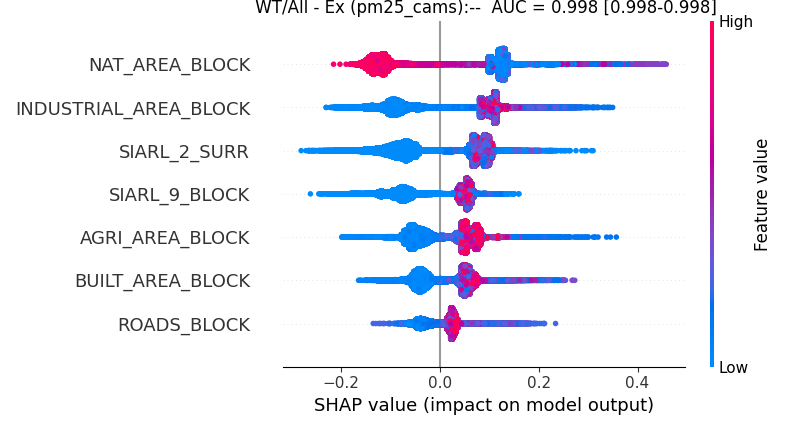 WT/All - Ex (pm25_cams):-- AUC = 0.998 [0.998-0.998]
High
NAT_AREA_BLOCK
INDUSTRIAL_AREA_BLOCK
SIARL_2_SURR
SIARL_9_BLOCK
AGRI_AREA_BLOCK
BUILT_AREA_BLOCK
ROADS_BLOCK
Feature value
Low
−0.2 0.0 0.2 0.4
SHAP value (impact on model output)